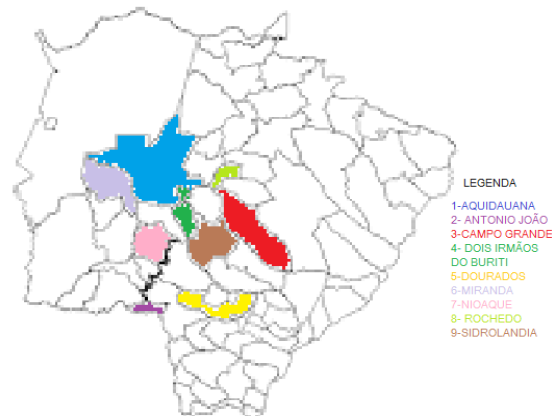 LEGENDA
1-AQUIDAUANA
2- ANTONIO JOÃO
3-CAMPO GRANDE
4- DOIS IRMÃOS
DO BURITI
5-DOURADOS
6-MIRANDA
7-NIOAQUE
8- ROCHEDO
9-SIDROLANDIA